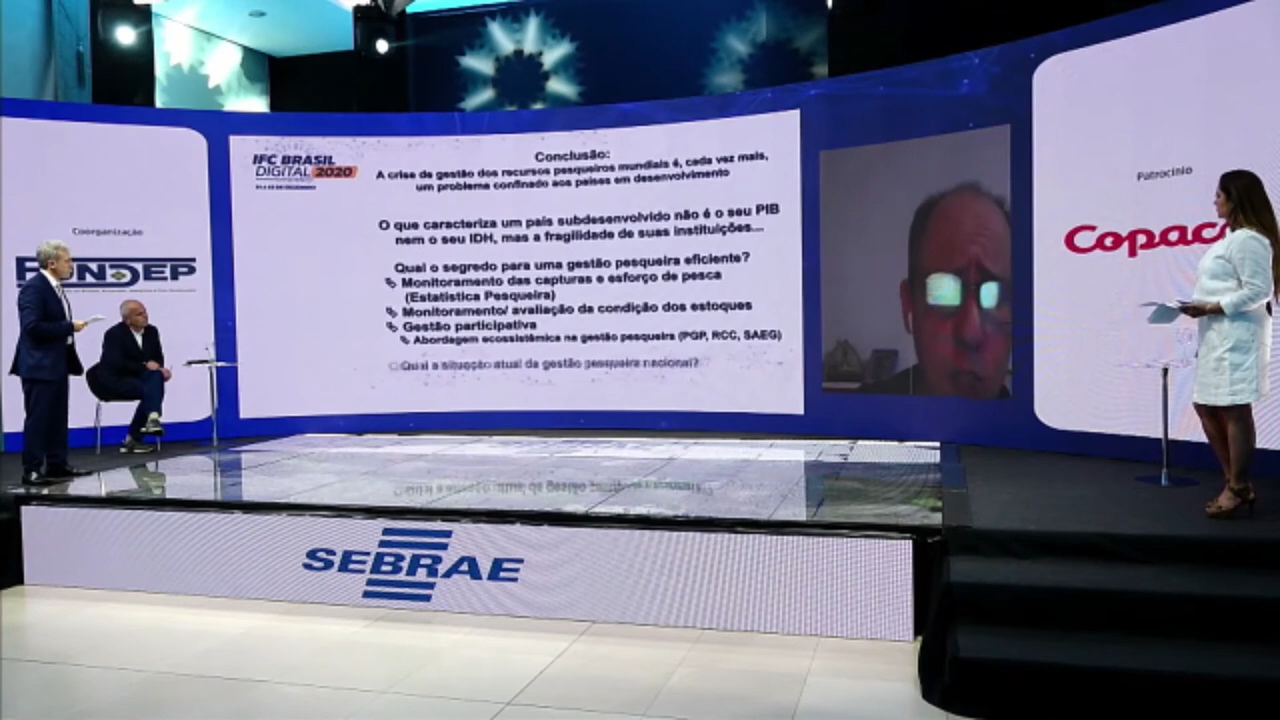 Coorganização
FUNDEP
IFC BRASIL
DIGITAL 2020
Conclusão:
A crise de gestão dos recursos pesqueiros mundiais é, cada vez mais,
um problema confinado aos países em desenvolvimento
O que caracteriza um país subdesenvolvido não é o seu PIB
nem o seu IDH, mas a fragilidade de suas instituições...
Qual o segredo para uma gestão pesqueira eficiente?
Monitoramento das capturas e esforço de pesca
(Estatística Pesqueira)
Monitoramento/ avaliação da condição dos estoques
Gestão participativa
Abordagem ecossistêmica na gestão pesqueira (PGP, RCC, SAEG)
Qual a situação atual da gestão pesqueira nacional?
Patrocínio
Copac
SEBRAE